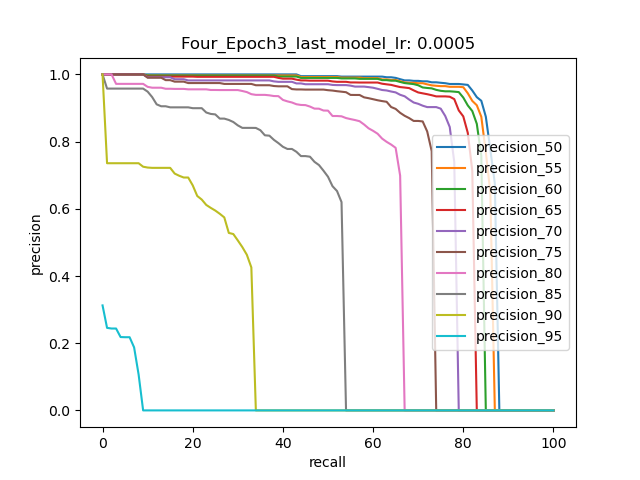 Four_Epoch3_last_model_lr: 0.0005
1.0
0.8
0.6
0.4
0.2
0.0
precision
precision_50
precision_55
precision_60
precision_65
precision_70
precision_75
precision_80
precision_85
precision_90
precision_95
0 20 40 60 80 100
recall